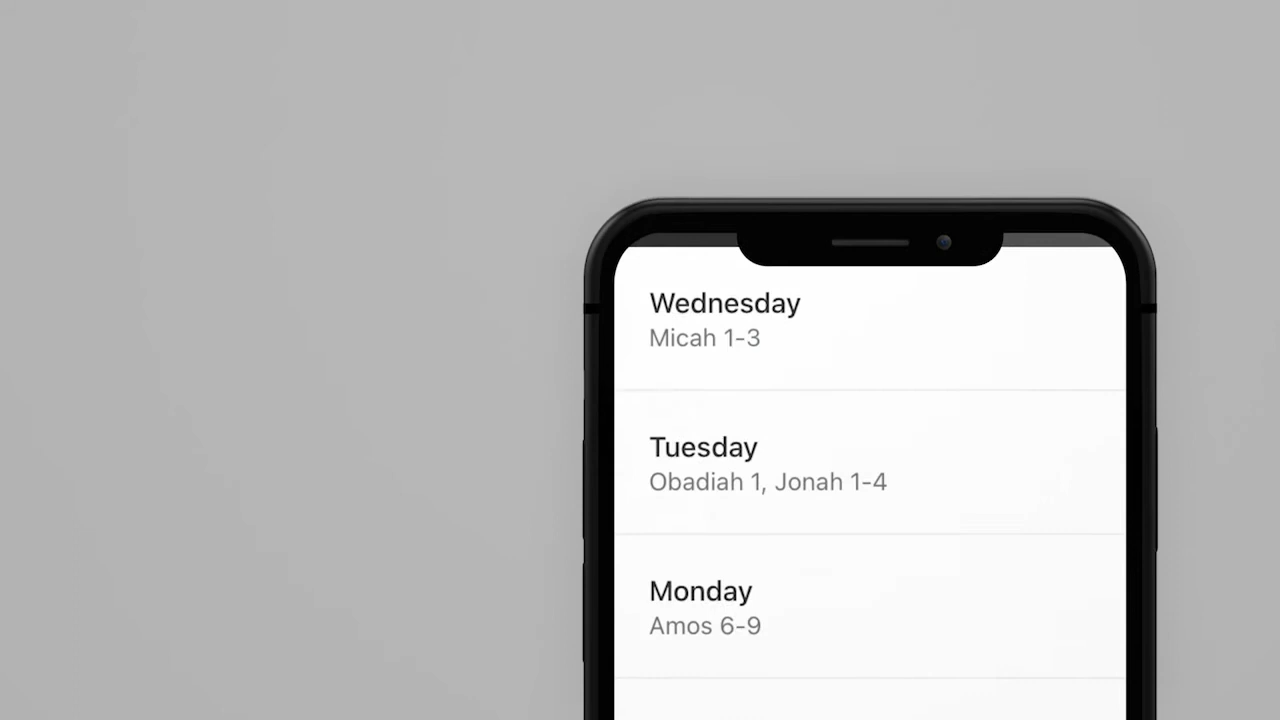 Wednesday
Micah 1-3
Tuesday
Obadiah 1, Jonah 1-4
Monday
Amos 6-9